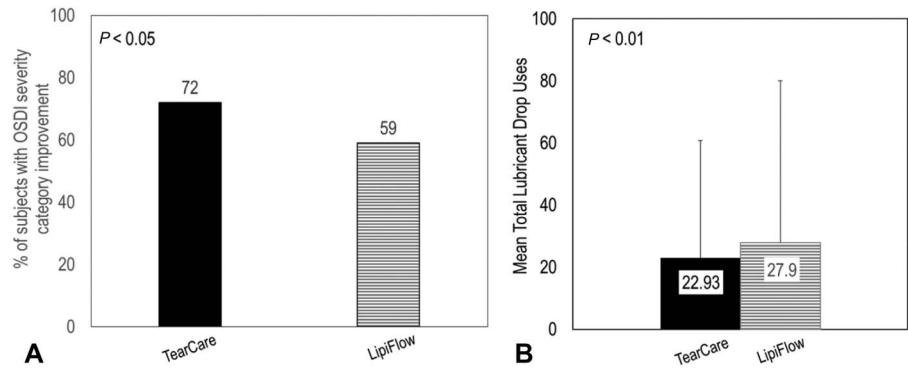 % of subjects with OSDI severity
category improvement
100
80
60
40
20
0
P < 0.05
72
59
TearCare
LipiFlow
A
Mean Total Lubricant Drop Uses
100
80
60
40
20
0
P < 0.01
22.93
27.9
TearCare
LipiFlow
B